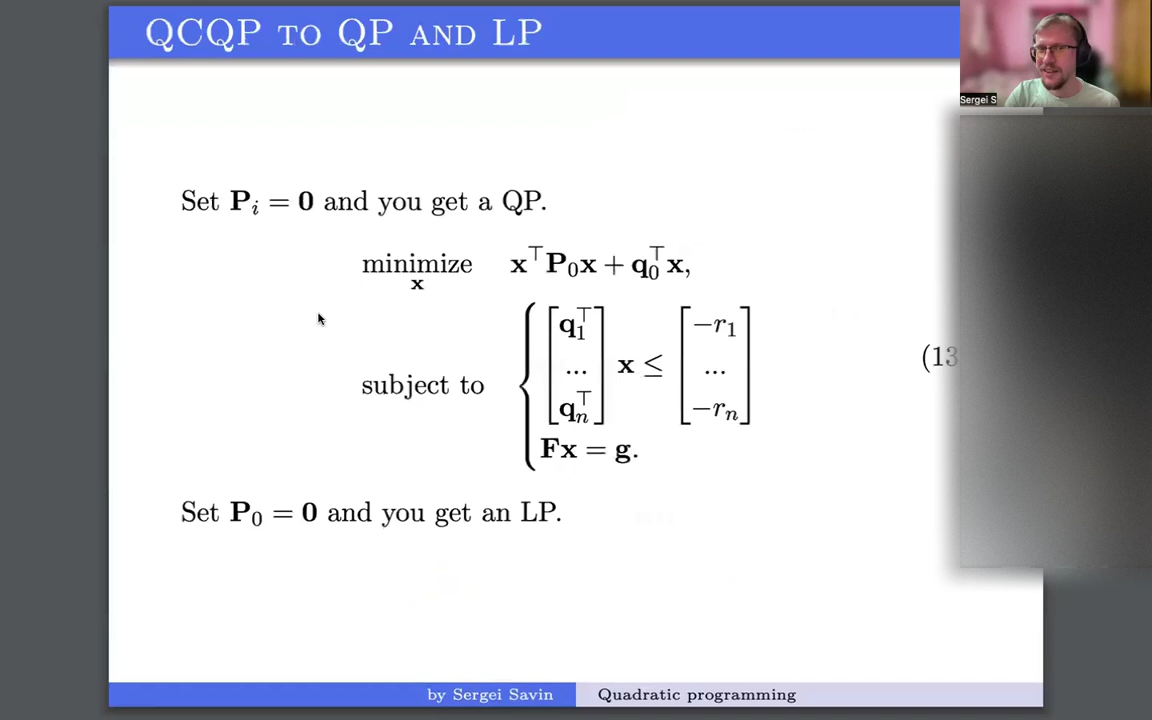 QCQP to QP and LP
Sergei S
Set P_i = 0 and you get a QP.
minimize x^⊤P_0x + q_0^⊤x,
x
subject to { [q_1^⊤ ... q_n^⊤] x ≤ [−r_1 ... −r_n]
Fx = g.
(13
Set P_0 = 0 and you get an LP.
by Sergei Savin Quadratic programming